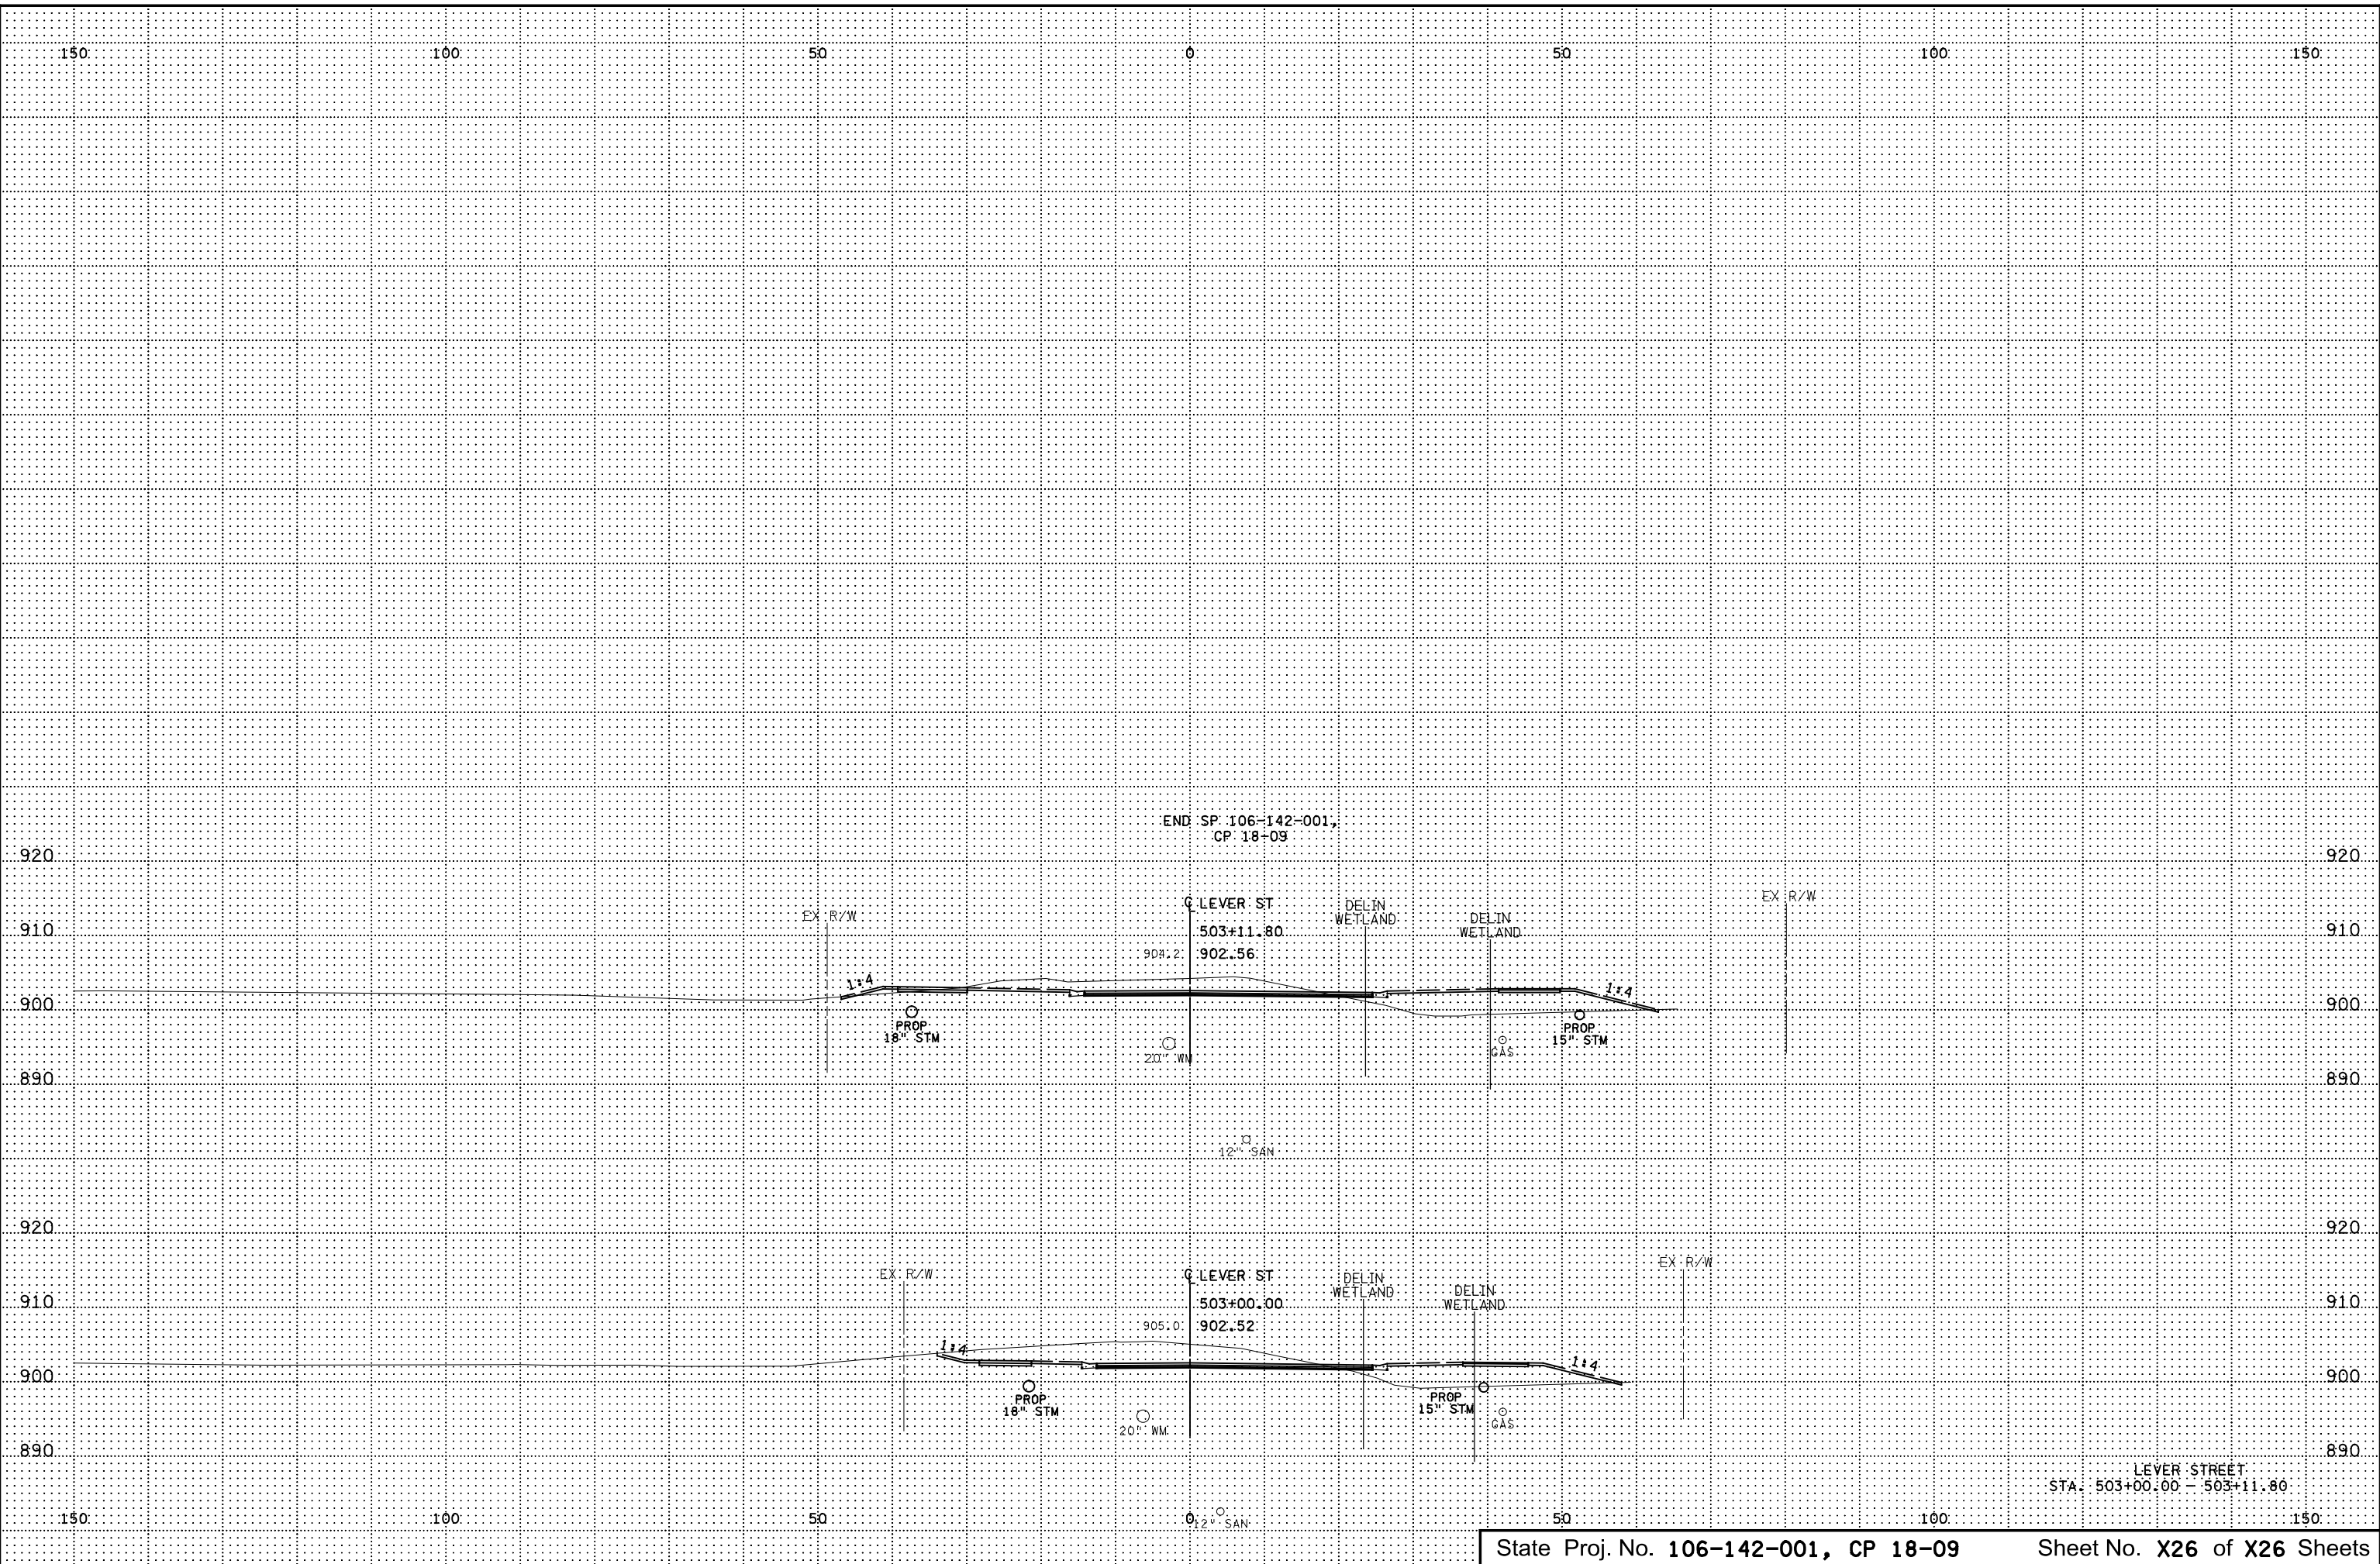 150 100 50 0 50 100 150
END SP 106-142-001,
CP 18-09
920 920
EX R/W
℄ LEVER ST
DELIN
WETLAND
DELIN
WETLAND
EX R/W
910 910
503+11.80
904.2 902.56
1:4
1:4
900 900
PROP
18" STM
20" WM
GAS
PROP
15" STM
890 890
12" SAN
920 920
EX R/W
℄ LEVER ST
DELIN
WETLAND
DELIN
WETLAND
EX R/W
910 910
503+00.00
905.0 902.52
1:4
1:4
900 900
PROP
18" STM
20" WM
PROP
15" STM
GAS
890 890
LEVER STREET
STA. 503+00.00 - 503+11.80
150 100 50 0 50 100 150
12" SAN
State Proj. No. 106-142-001, CP 18-09 Sheet No. X26 of X26 Sheets